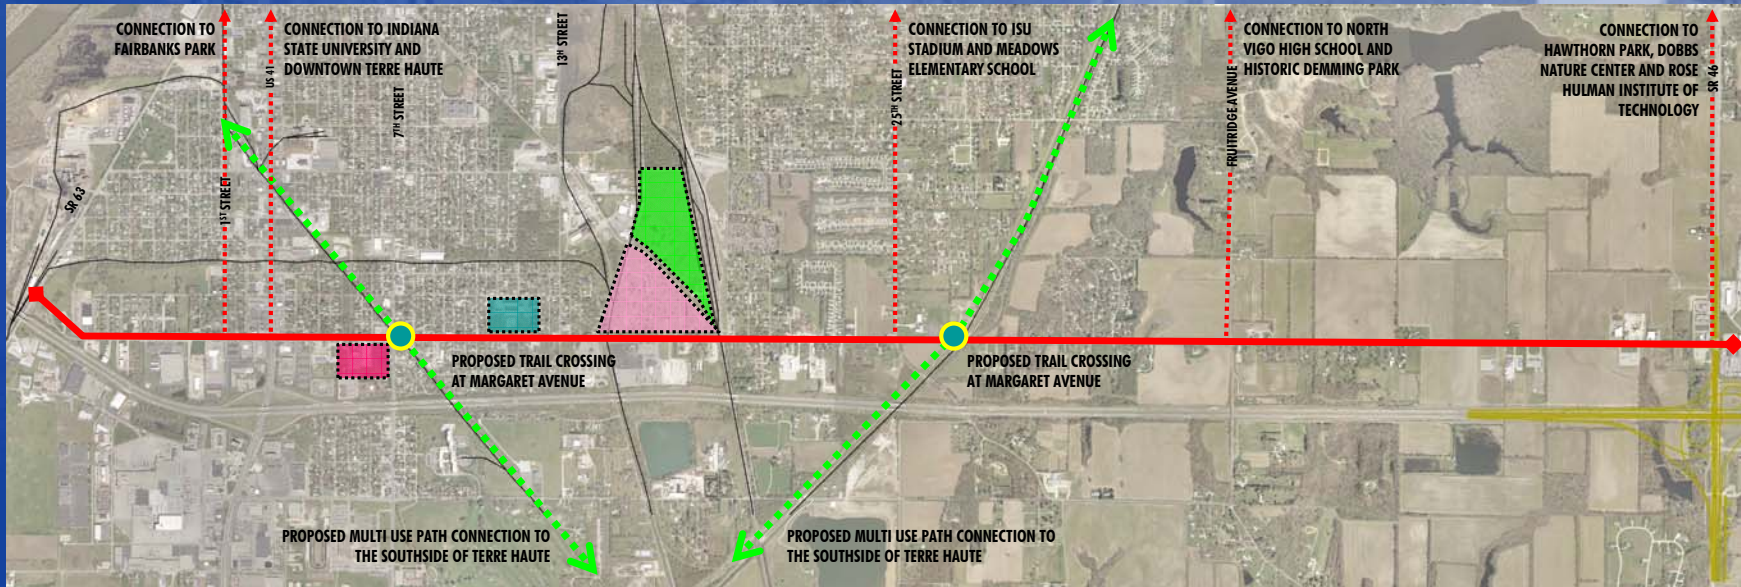 CONNECTION TO
FAIRBANKS PARK
CONNECTION TO INDIANA
STATE UNIVERSITY AND
DOWNTOWN TERRE HAUTE
13TH STREET
CONNECTION TO ISU
STADIUM AND MEADOWS
ELEMENTARY SCHOOL
CONNECTION TO NORTH
VIGO HIGH SCHOOL AND
HISTORIC DEMMING PARK
CONNECTION TO
HAWTHORN PARK, DOBBS
NATURE CENTER AND ROSE
HULMAN INSTITUTE OF
TECHNOLOGY
US 41
7TH STREET
25TH STREET
FRUITRIDGE AVENUE
SR 46
SR 63
1ST STREET
PROPOSED TRAIL CROSSING
AT MARGARET AVENUE
PROPOSED TRAIL CROSSING
AT MARGARET AVENUE
PROPOSED MULTI USE PATH CONNECTION TO
THE SOUTHSIDE OF TERRE HAUTE
PROPOSED MULTI USE PATH CONNECTION TO
THE SOUTHSIDE OF TERRE HAUTE